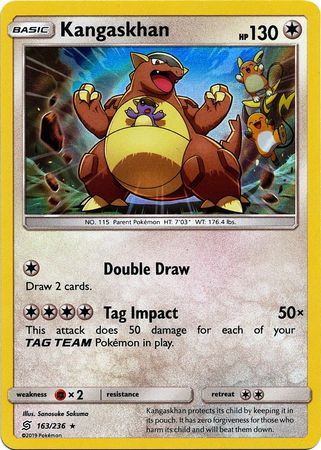 BASIC Kangaskhan HP 130
NO. 115 Parent Pokémon HT: 7'03" WT: 176.4 lbs.
Double Draw
Draw 2 cards.
Tag Impact 50×
This attack does 50 damage for each of your
TAG TEAM Pokémon in play.
weakness × 2 resistance retreat
Illus. Sanosuke Sakuma
163/236 ★
©2019 Pokémon
Kangaskhan protects its child by keeping it in
its pouch. It has zero forgiveness for those who
harm its child and will beat them down.